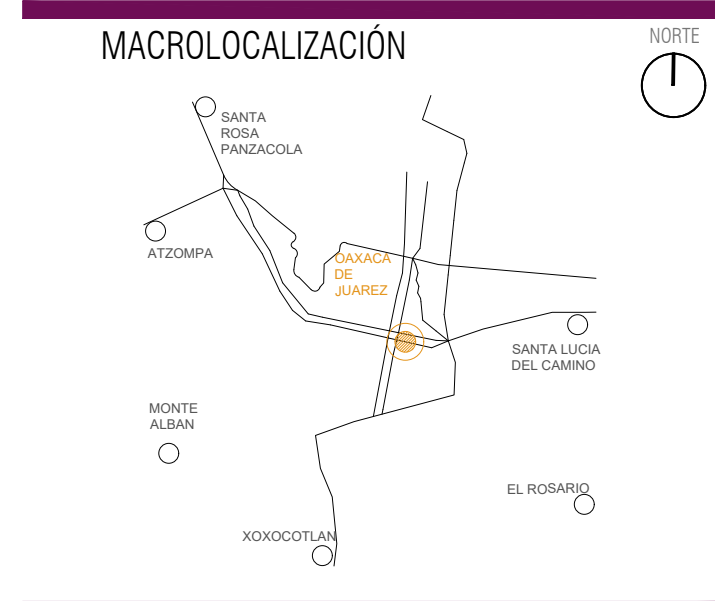 MACROLOCALIZACIÓN
NORTE
SANTA
ROSA
PANZACOLA
ATZOMPA
OAXACA
DE
JUAREZ
SANTA LUCIA
DEL CAMINO
MONTE
ALBAN
EL ROSARIO
XOXOCOTLAN